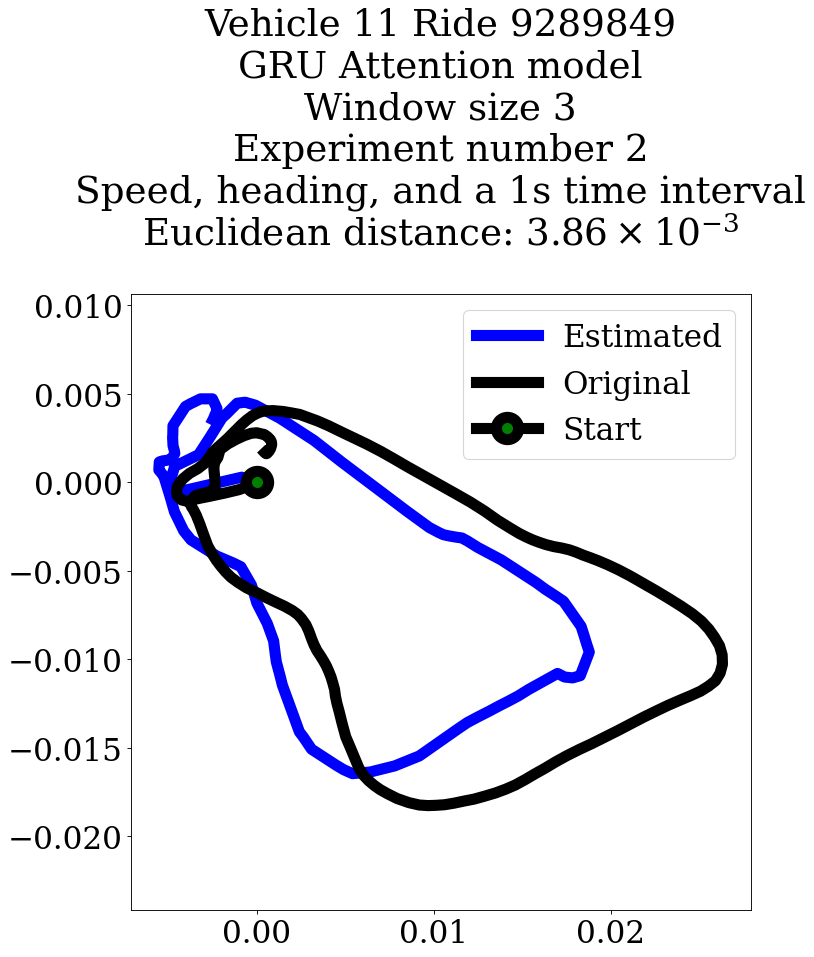 Vehicle 11 Ride 9289849
GRU Attention model
Window size 3
Experiment number 2
Speed, heading, and a 1s time interval
Euclidean distance: 3.86 × 10⁻³
0.010
0.005
0.000
−0.005
−0.010
−0.015
−0.020
Estimated
Original
Start
0.00
0.01
0.02